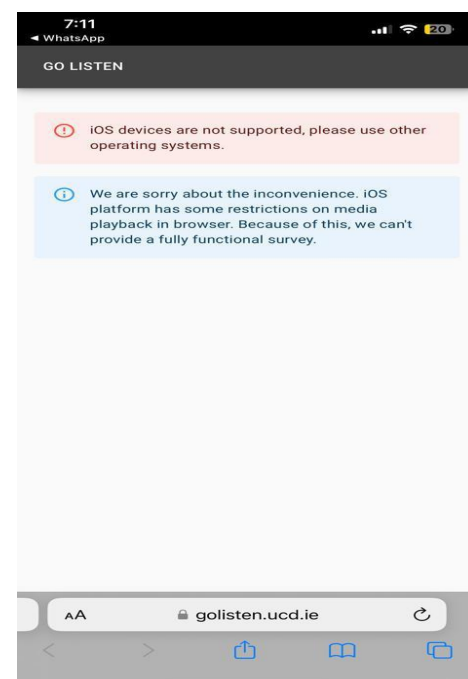 7:11
20
◄ WhatsApp
GO LISTEN
iOS devices are not supported, please use other
operating systems.
We are sorry about the inconvenience. iOS
platform has some restrictions on media
playback in browser. Because of this, we can't
provide a fully functional survey.
AA golisten.ucd.ie